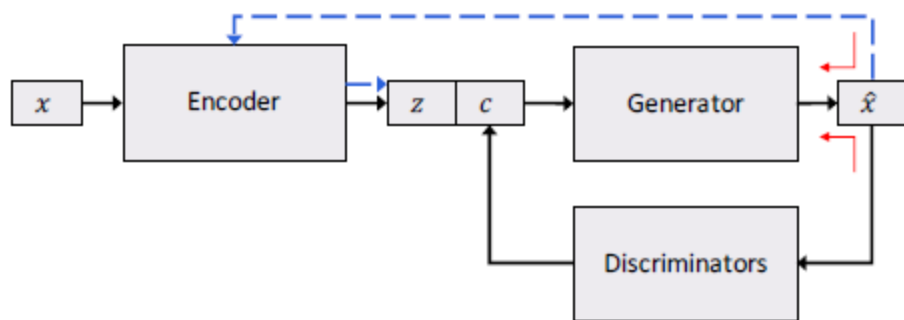 x
Encoder
z
c
Generator
x̂
Discriminators